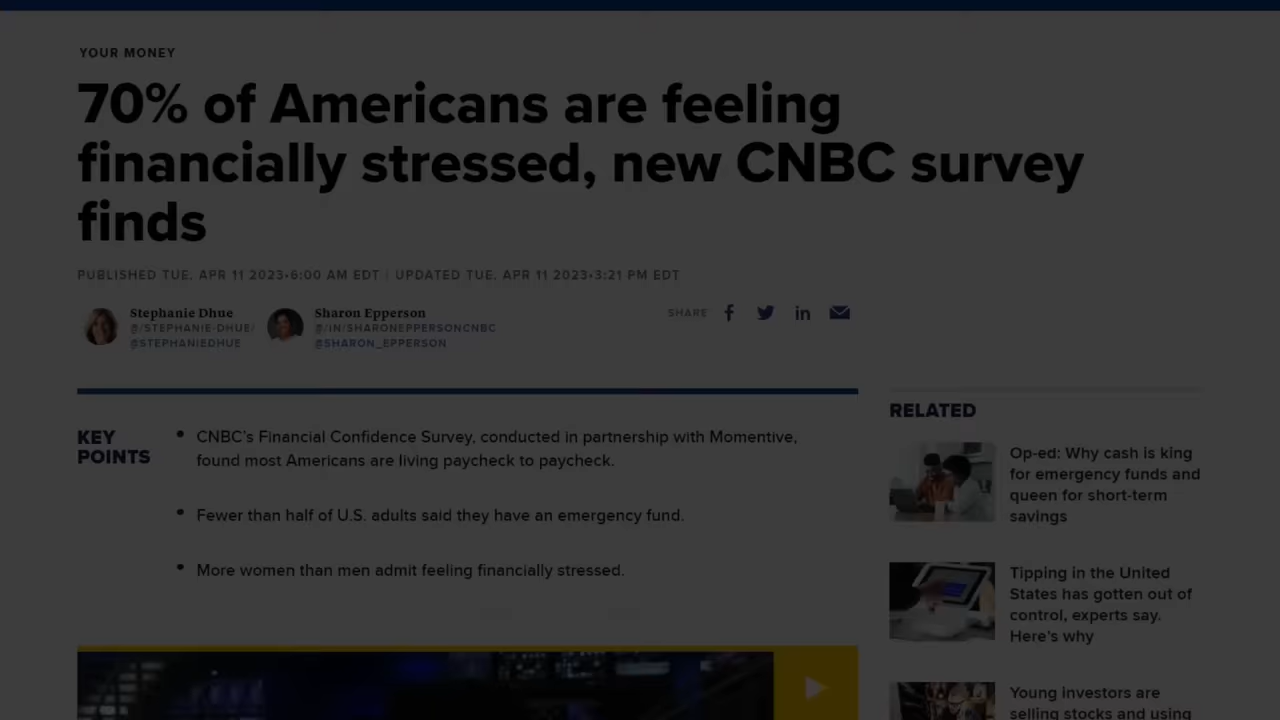 YOUR MONEY
70% of Americans are feeling
financially stressed, new CNBC survey
finds
PUBLISHED TUE, APR 11 2023•6:00 AM EDT | UPDATED TUE, APR 11 2023•3:21 PM EDT
Stephanie Dhue
@/STEPHANIE-DHUE/
@STEPHANIEDHUE
Sharon Epperson
@/IN/SHARONEPPERSONCNBC
@SHARON_EPPERSON
SHARE
KEY
POINTS
• CNBC's Financial Confidence Survey, conducted in partnership with Momentive,
found most Americans are living paycheck to paycheck.
• Fewer than half of U.S. adults said they have an emergency fund.
• More women than men admit feeling financially stressed.
RELATED
Op-ed: Why cash is king
for emergency funds and
queen for short-term
savings
Tipping in the United
States has gotten out of
control, experts say.
Here's why
Young investors are
selling stocks and using